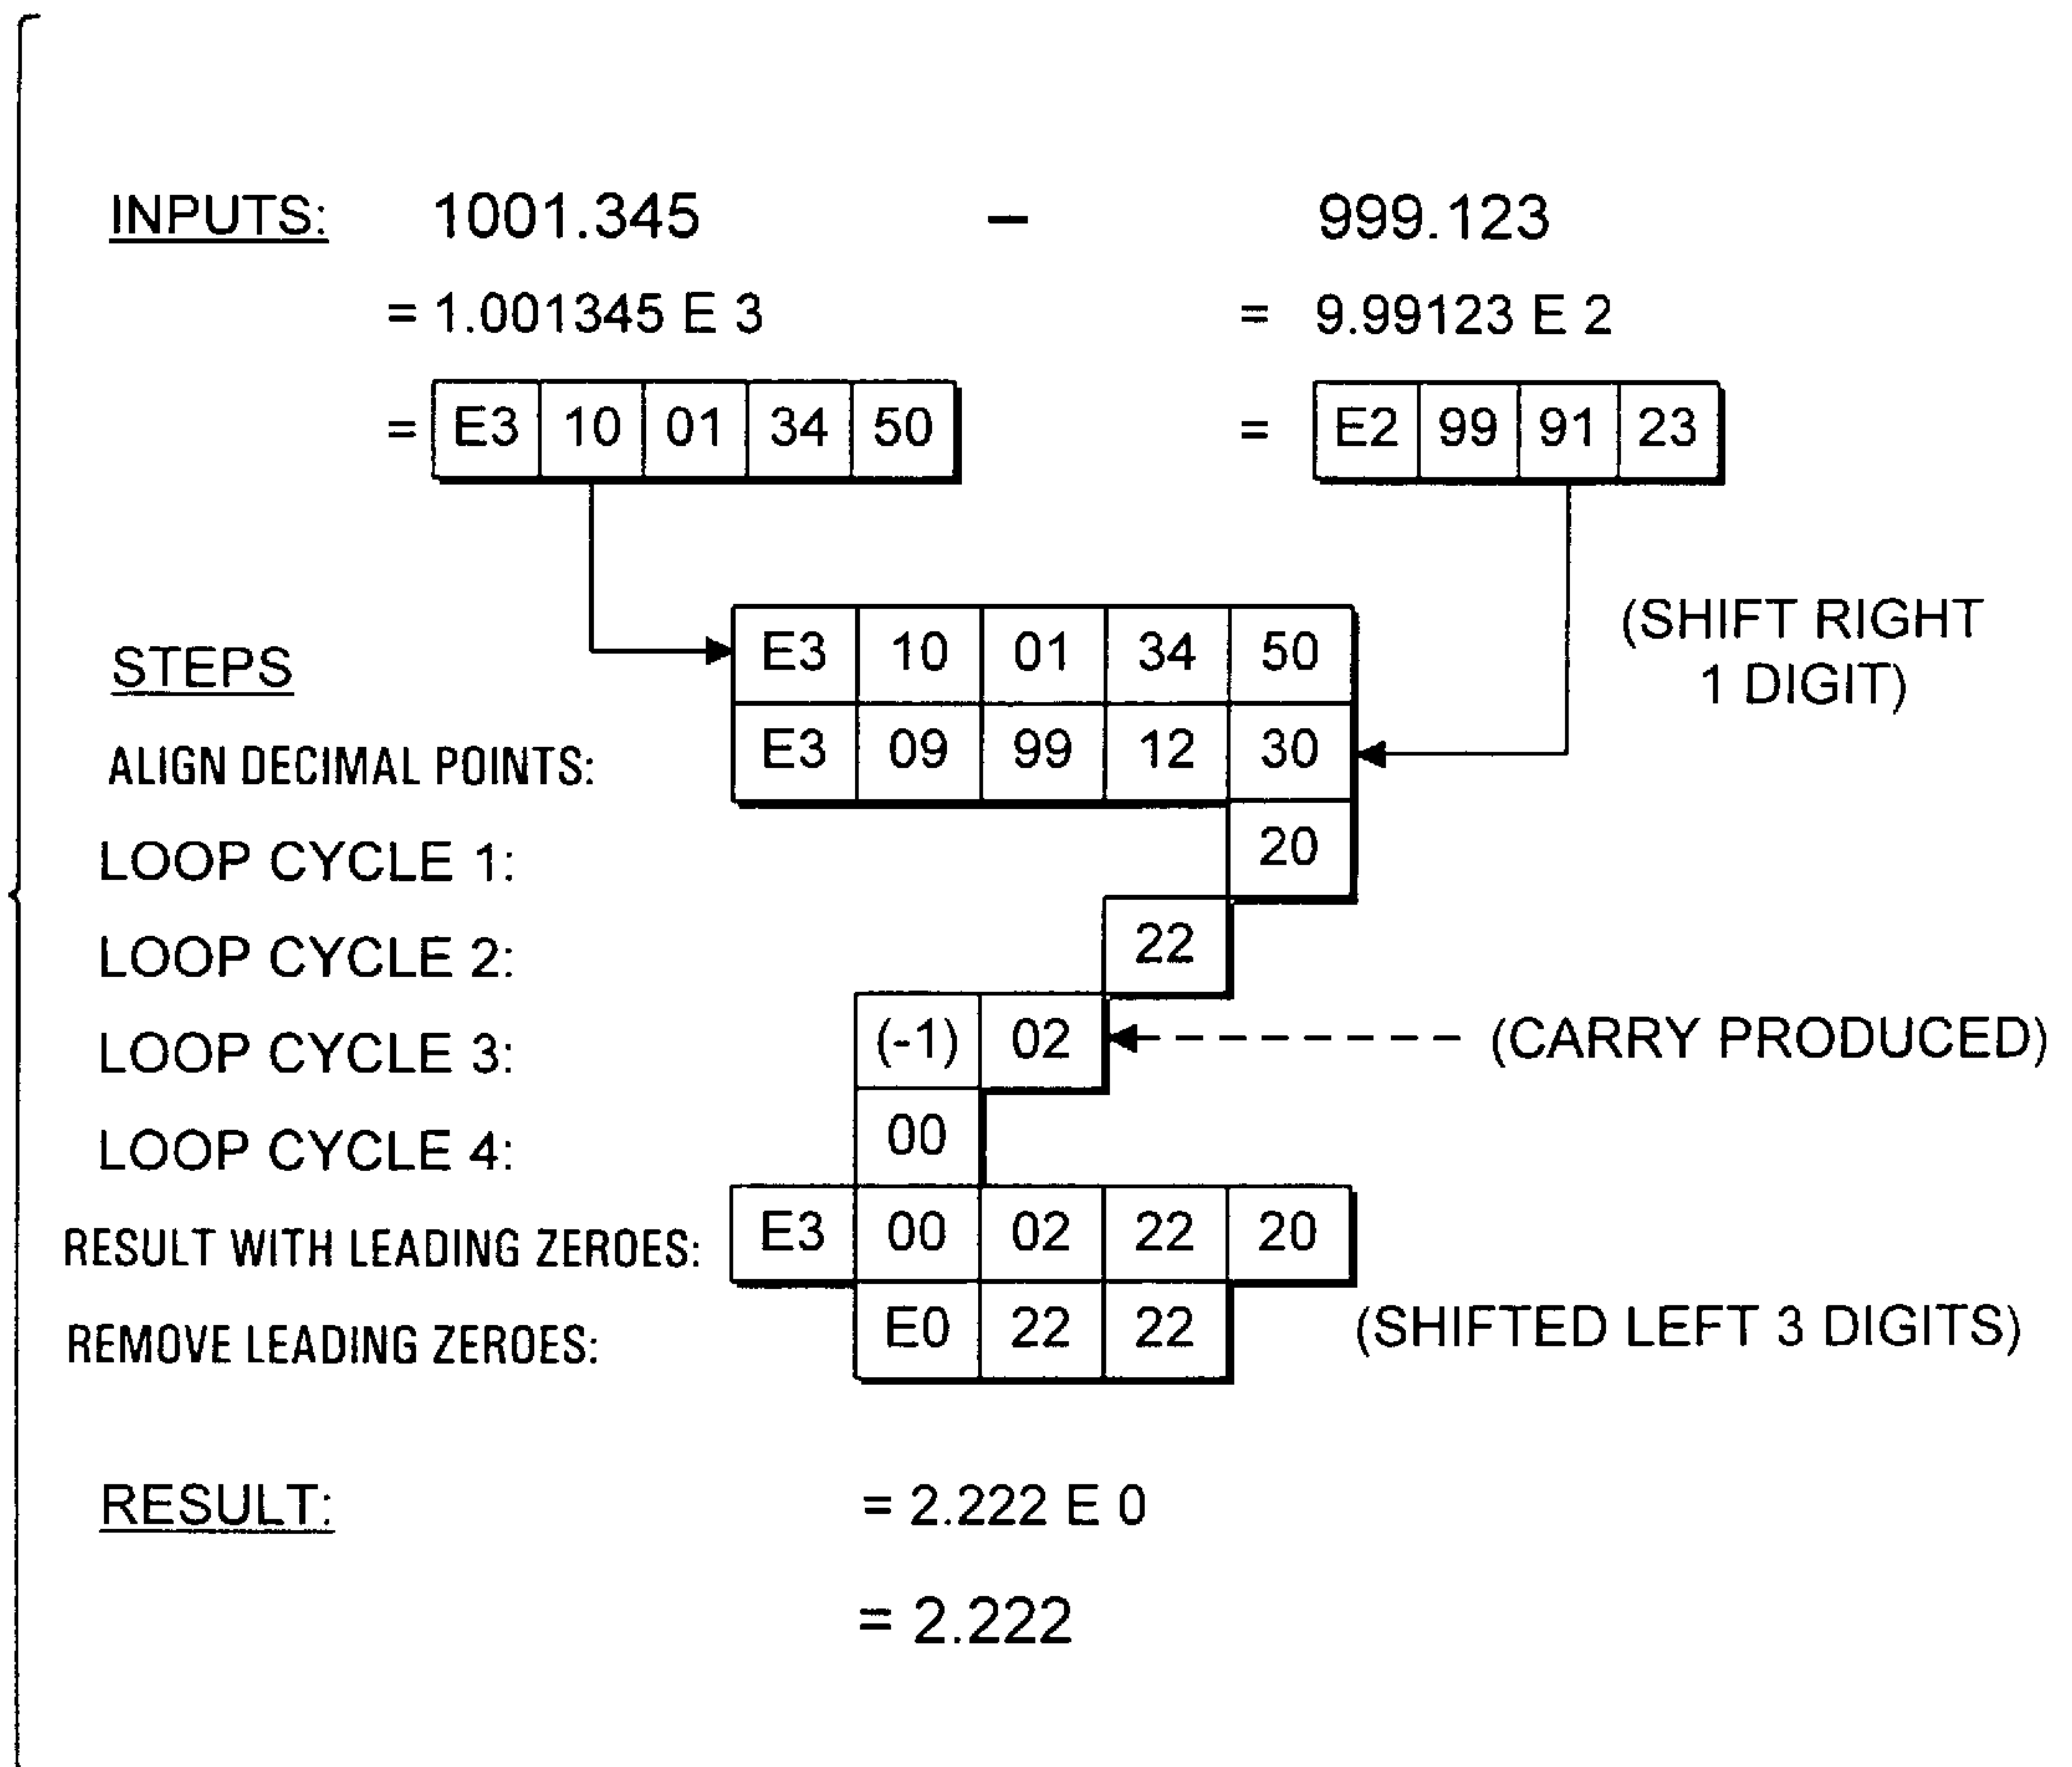 INPUTS: 1001.345 – 999.123
= 1.001345 E 3 = 9.99123 E 2
= E3 10 01 34 50 = E2 99 91 23
(SHIFT RIGHT
1 DIGIT)
STEPS E3 10 01 34 50
ALIGN DECIMAL POINTS: E3 09 99 12 30
LOOP CYCLE 1: 20
LOOP CYCLE 2: 22
LOOP CYCLE 3: (-1) 02 (CARRY PRODUCED)
LOOP CYCLE 4: 00
RESULT WITH LEADING ZEROES: E3 00 02 22 20
REMOVE LEADING ZEROES: E0 22 22 (SHIFTED LEFT 3 DIGITS)
RESULT: = 2.222 E 0
= 2.222